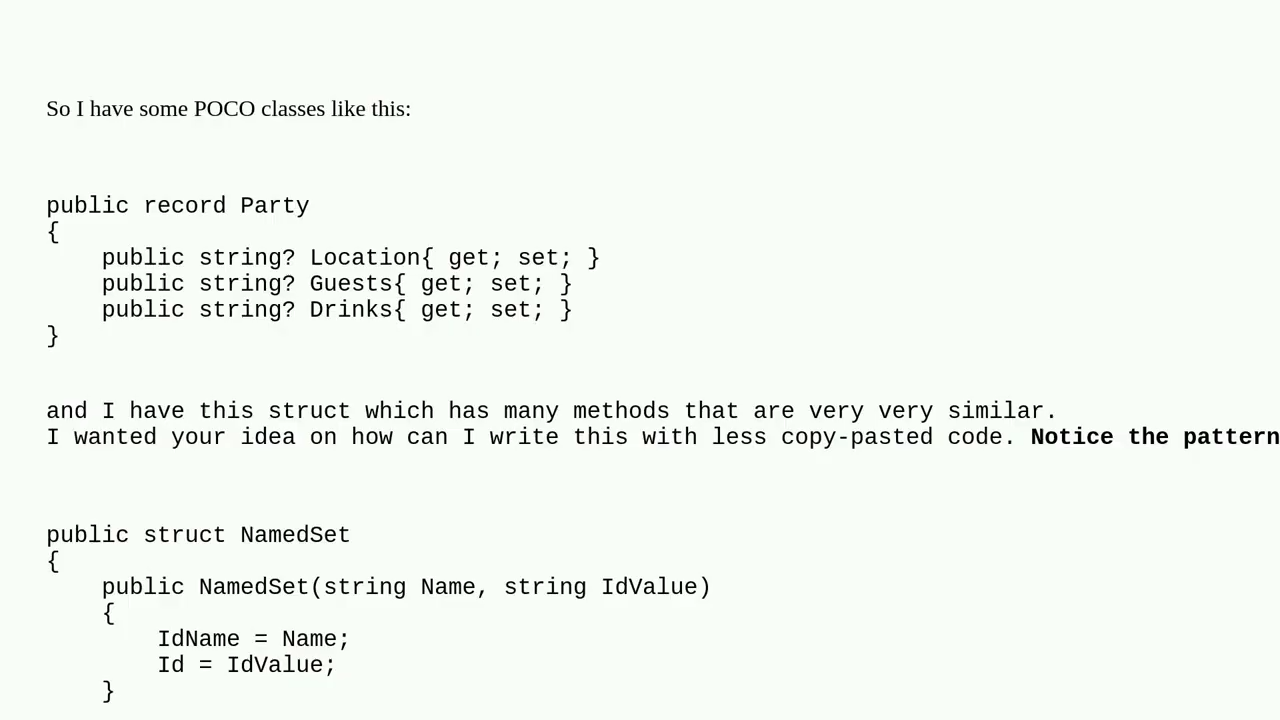 So I have some POCO classes like this:
public record Party
{
    public string? Location{ get; set; }
    public string? Guests{ get; set; }
    public string? Drinks{ get; set; }
}
and I have this struct which has many methods that are very very similar.
I wanted your idea on how can I write this with less copy-pasted code. Notice the pattern
public struct NamedSet
{
    public NamedSet(string Name, string IdValue)
    {
        IdName = Name;
        Id = IdValue;
    }